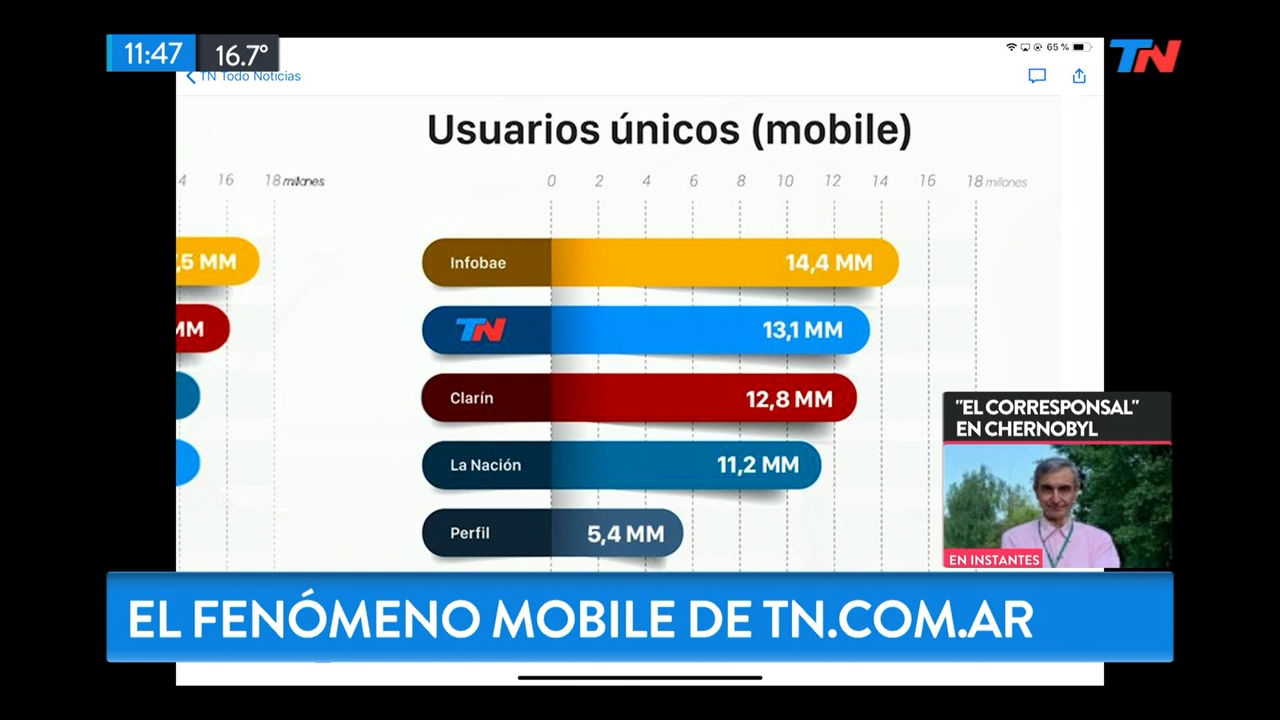 11:47 16.7°
65 %
TN
TN Todo Noticias
Usuarios únicos (mobile)
4 16 18 millones
0 2 4 6 8 10 12 14 16 18 millones
,5 MM
Infobae 14,4 MM
MM
TN 13,1 MM
Clarín 12,8 MM
La Nación 11,2 MM
Perfil 5,4 MM
"EL CORRESPONSAL"
EN CHERNOBYL
EN INSTANTES
EL FENÓMENO MOBILE DE TN.COM.AR